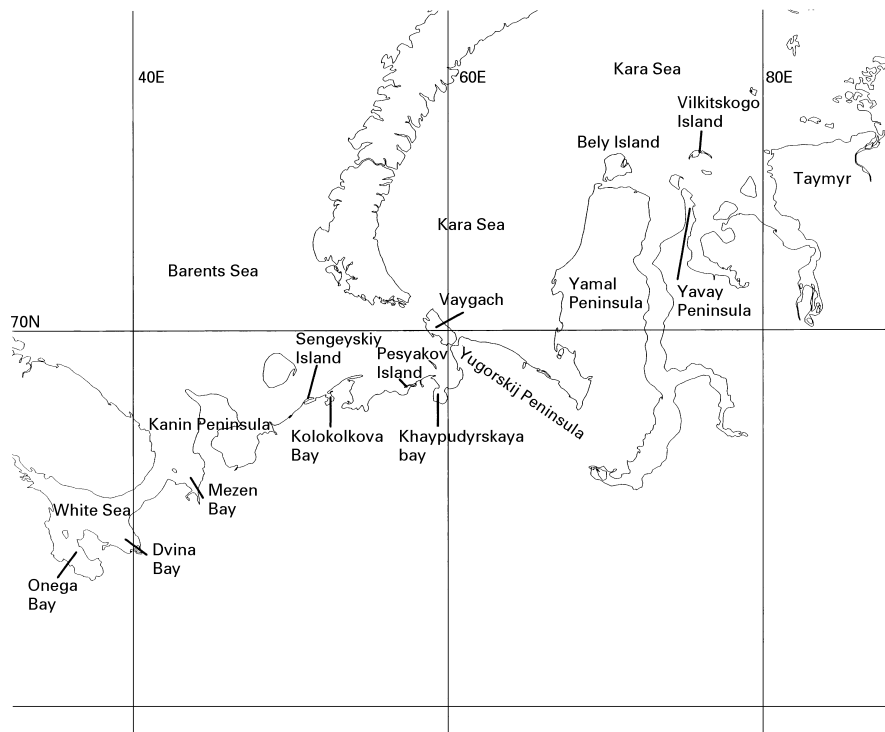 Kara Sea
40E
60E
80E
Vilkitskogo
Island
Bely Island
Taymyr
Kara Sea
Barents Sea
Yamal
Peninsula
Yavay
Peninsula
Vaygach
70N
Sengeyskiy
Island
Pesyakov
Island
Yugorskij Peninsula
Kanin Peninsula
Kolokolkova
Bay
Khaypudyrskaya
bay
Mezen
Bay
White Sea
Dvina
Bay
Onega
Bay